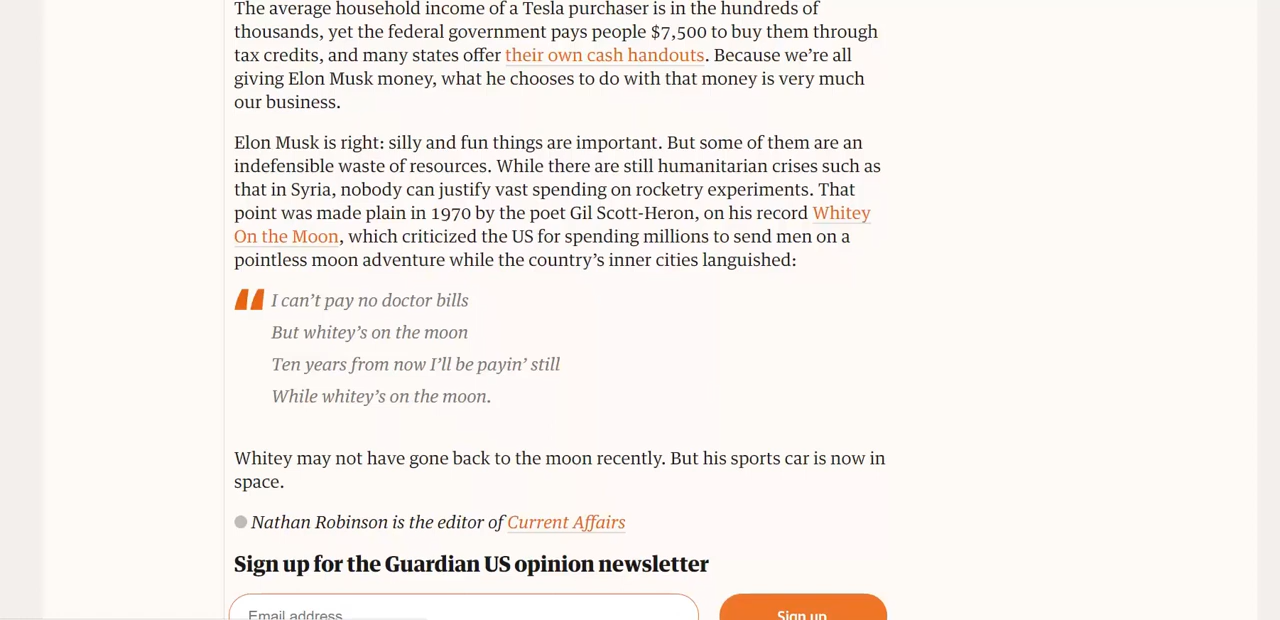 The average household income of a Tesla purchaser is in the hundreds of
thousands, yet the federal government pays people $7,500 to buy them through
tax credits, and many states offer their own cash handouts. Because we’re all
giving Elon Musk money, what he chooses to do with that money is very much
our business.
Elon Musk is right: silly and fun things are important. But some of them are an
indefensible waste of resources. While there are still humanitarian crises such as
that in Syria, nobody can justify vast spending on rocketry experiments. That
point was made plain in 1970 by the poet Gil Scott-Heron, on his record Whitey
On the Moon, which criticized the US for spending millions to send men on a
pointless moon adventure while the country’s inner cities languished:
I can’t pay no doctor bills
But whitey’s on the moon
Ten years from now I’ll be payin’ still
While whitey’s on the moon.
Whitey may not have gone back to the moon recently. But his sports car is now in
space.
Nathan Robinson is the editor of Current Affairs
Sign up for the Guardian US opinion newsletter
Email address
Sign up